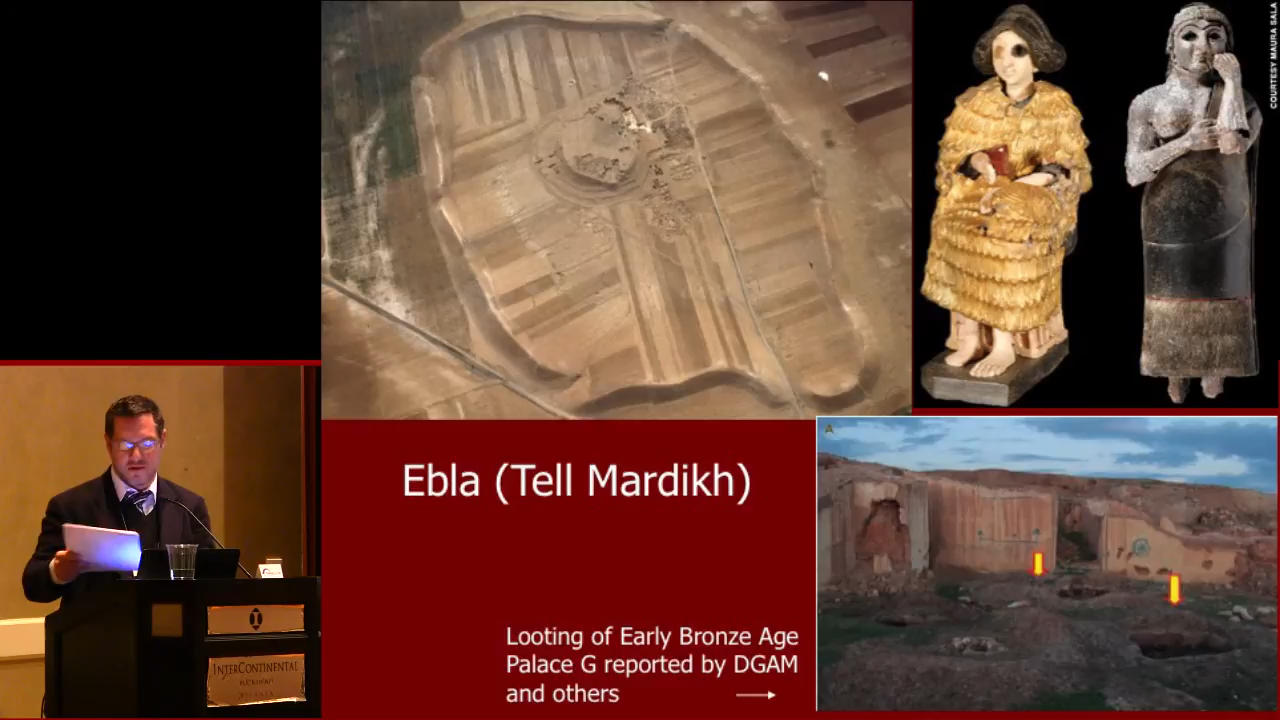 COURTESY MAURA SALA
A
Ebla (Tell Mardikh)
Looting of Early Bronze Age
Palace G reported by DGAM
and others
INTERCONTINENTAL